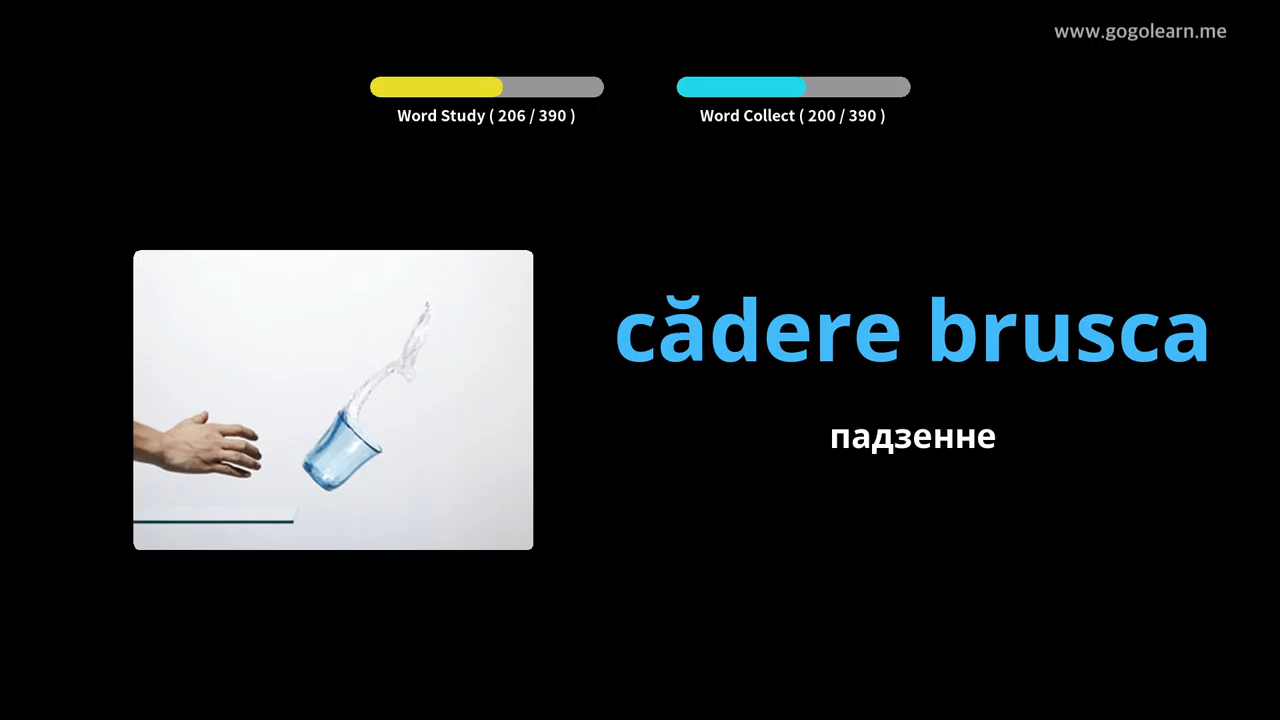 www.gogolearn.me
Word Study ( 206 / 390 )
Word Collect ( 200 / 390 )
cădere brusca
падзенне